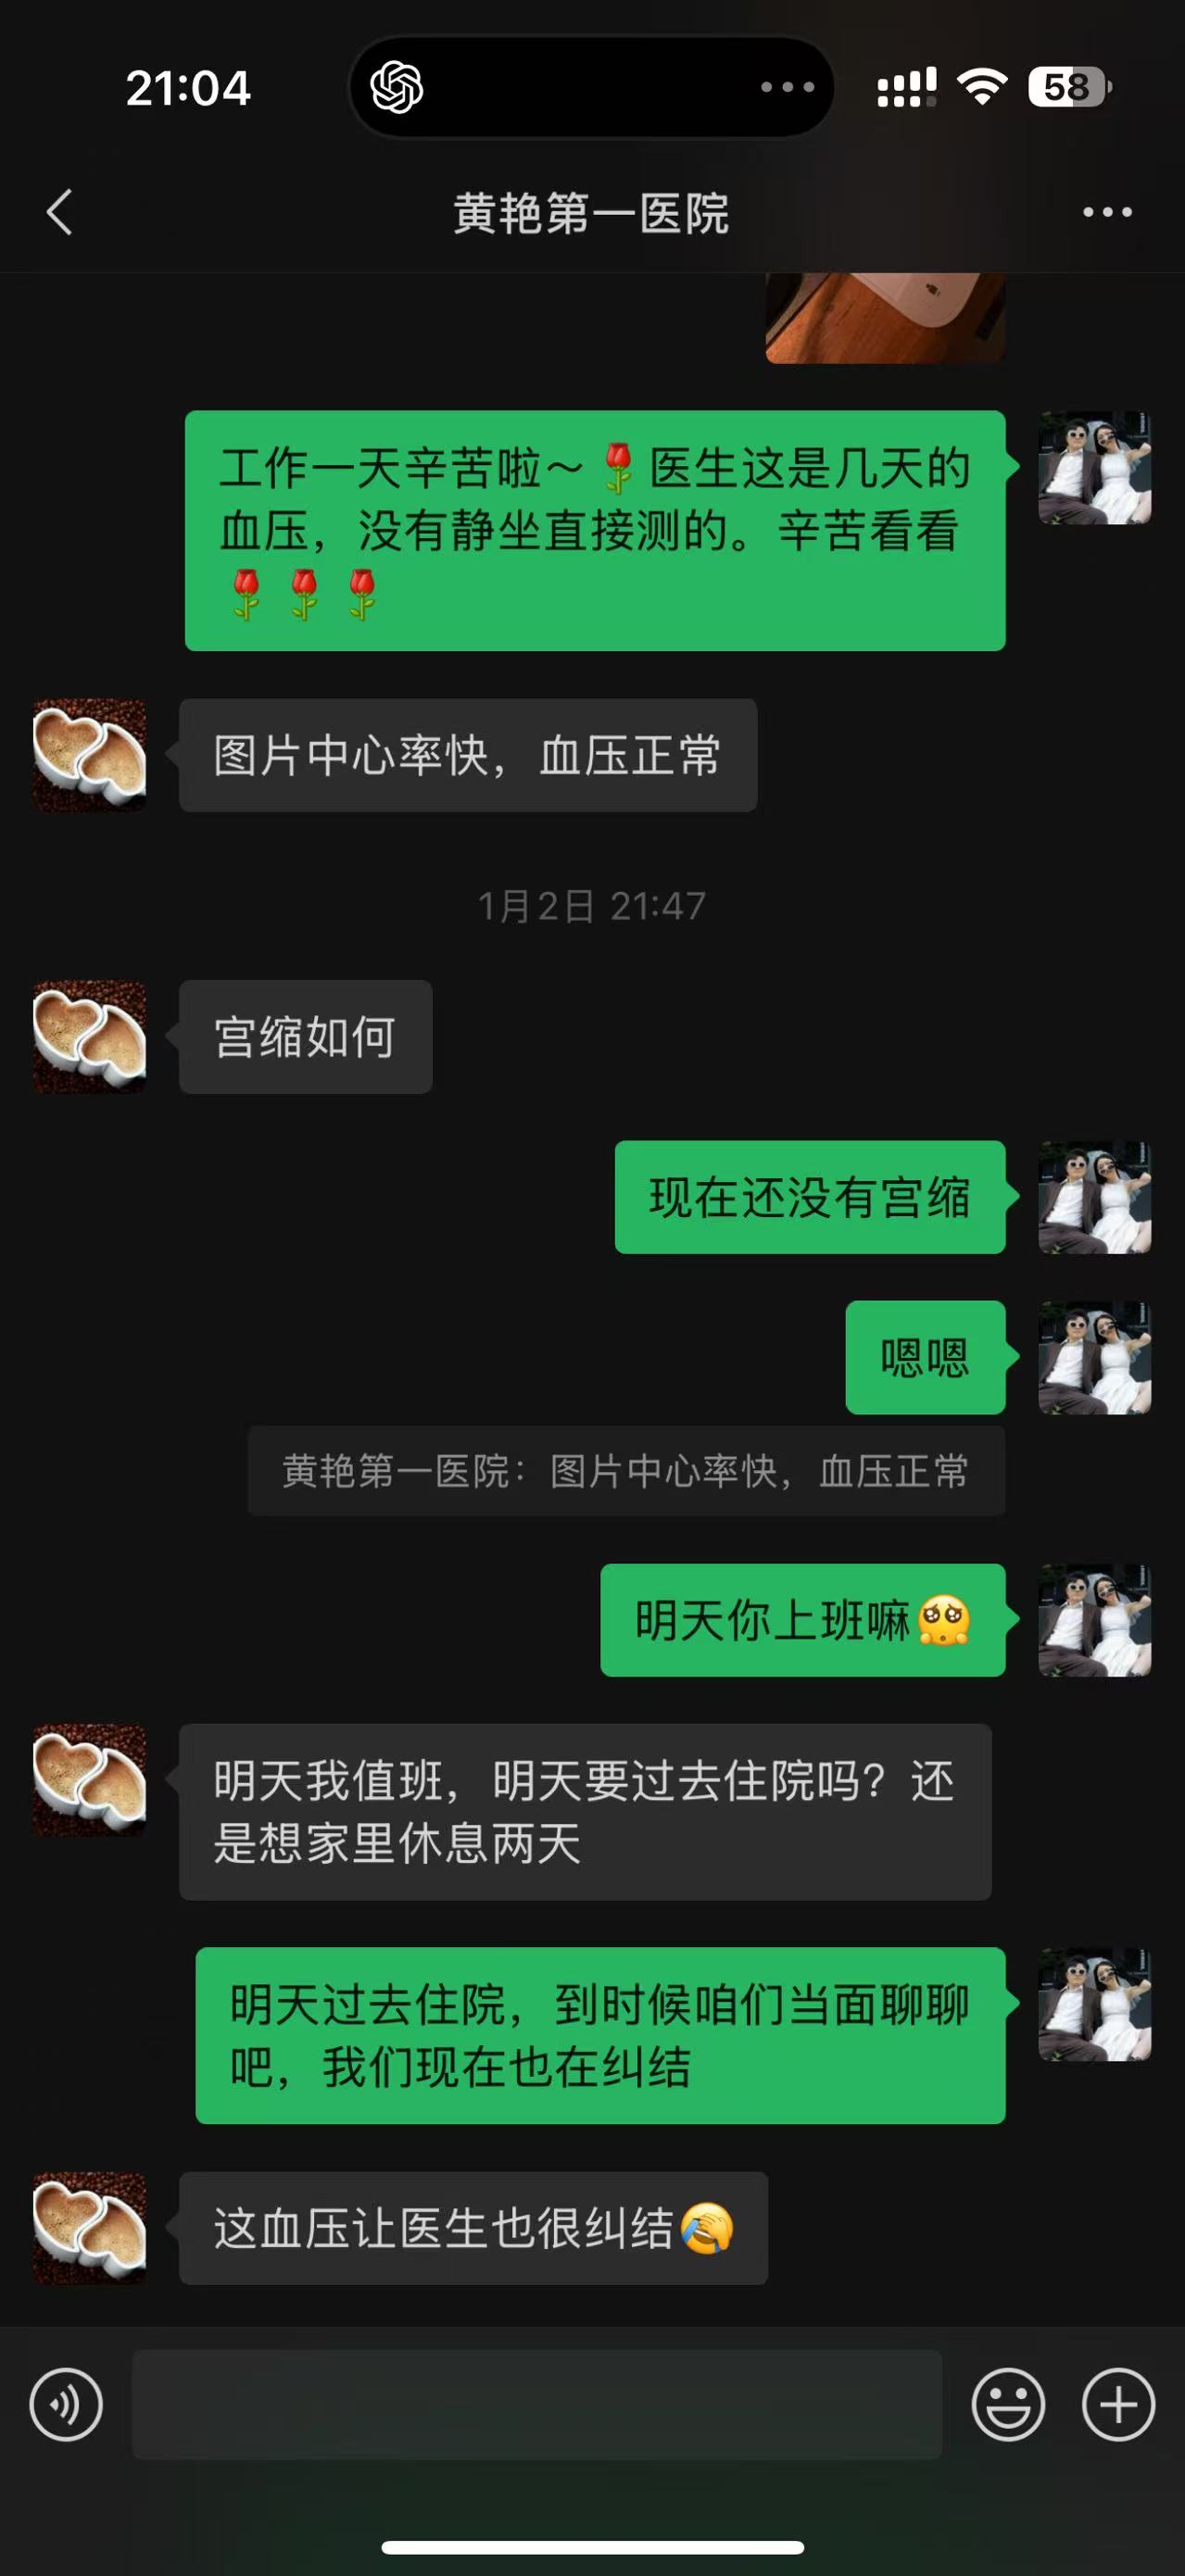 21:04
58
黄艳第一医院
工作一天辛苦啦～🌹医生这是几天的
血压，没有静坐直接测的。辛苦看看
🌹🌹🌹
图片中心率快，血压正常
1月2日 21:47
宫缩如何
现在还没有宫缩
嗯嗯
黄艳第一医院：图片中心率快，血压正常
明天你上班嘛🥹
明天我值班，明天要过去住院吗？还
是想家里休息两天
明天过去住院，到时候咱们当面聊聊
吧，我们现在也在纠结
这血压让医生也很纠结